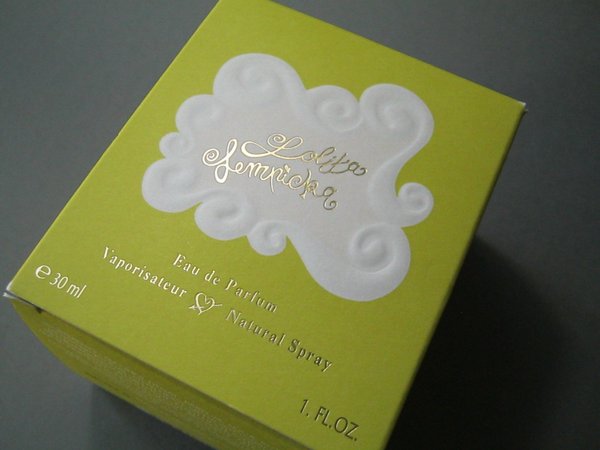 Lolita
Lempicka
Eau de Parfum
Vaporisateur Natural Spray
e 30 ml
1. FL.OZ.